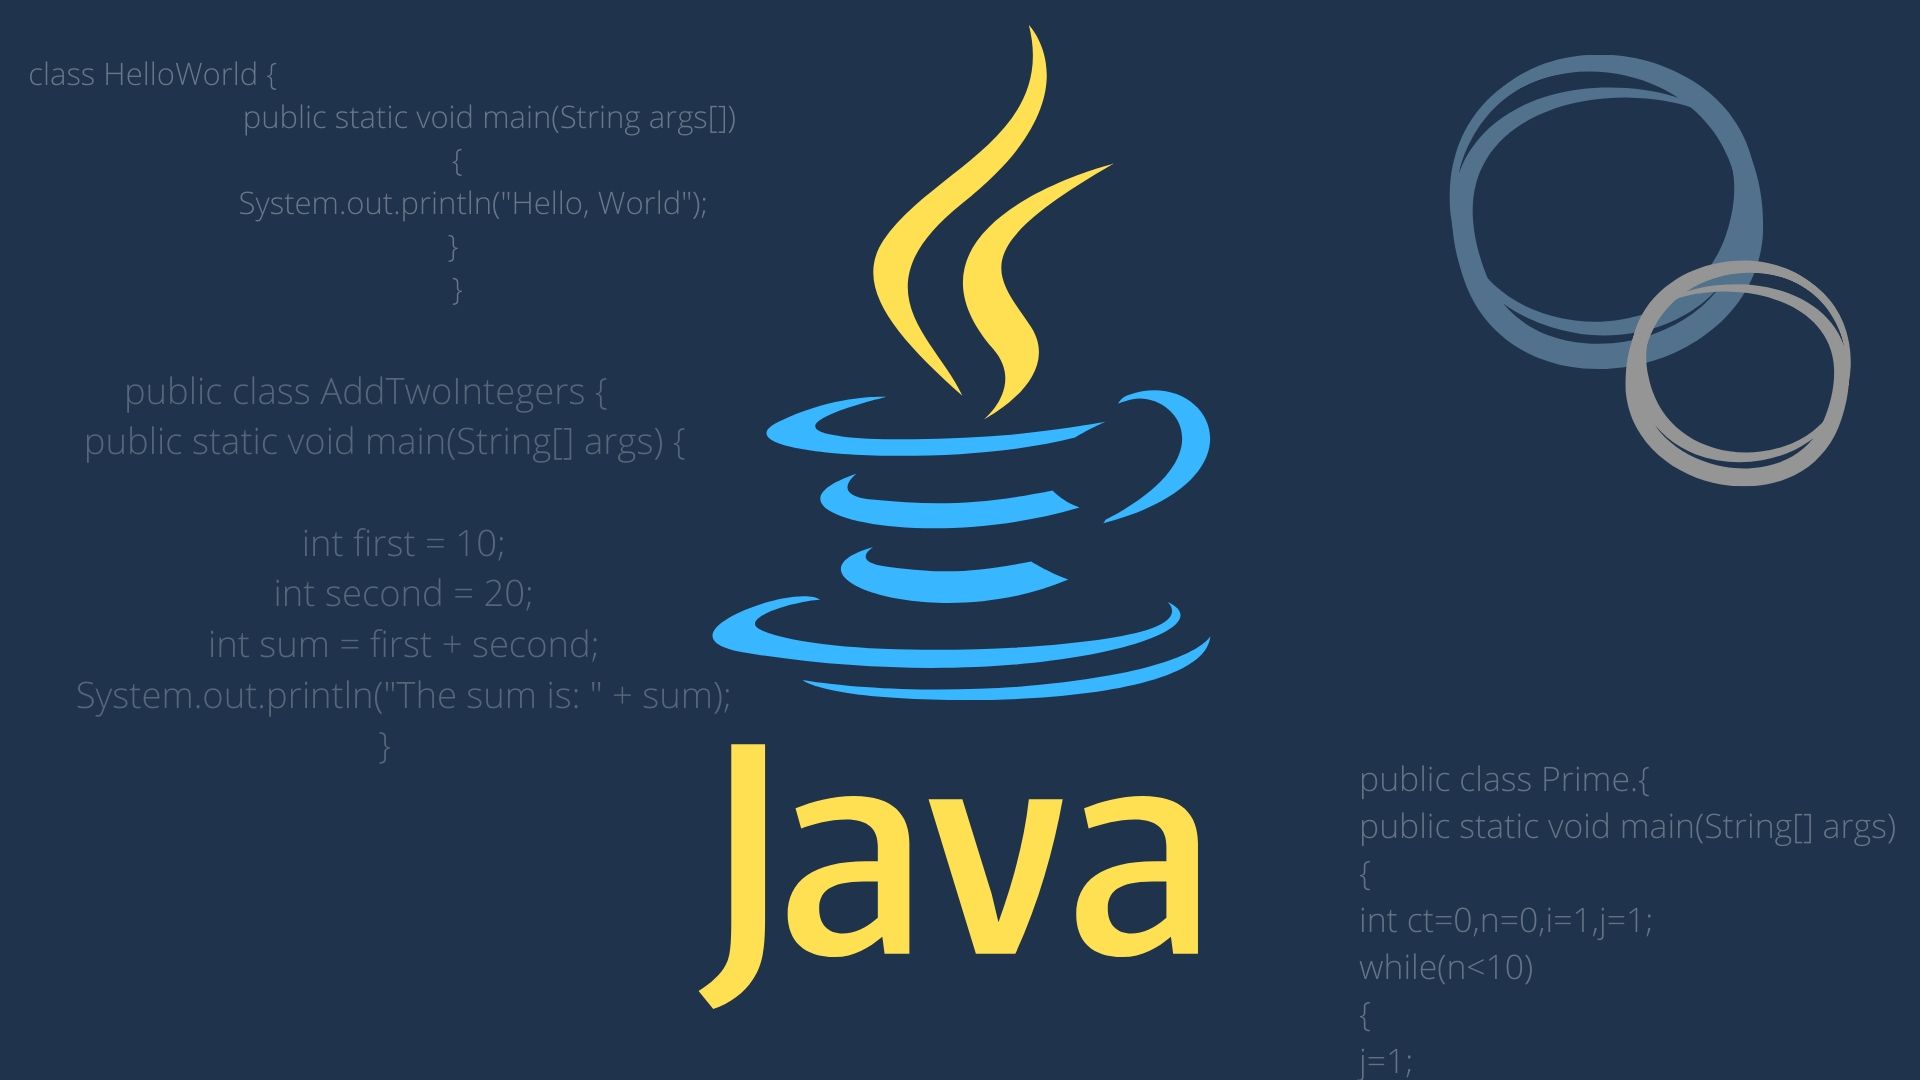 class HelloWorld {
public static void main(String args[])
{
System.out.println("Hello, World");
}
}
public class AddTwoIntegers {
public static void main(String[] args) {
int first = 10;
int second = 20;
int sum = first + second;
System.out.println("The sum is: " + sum);
}
Java
public class Prime.{
public static void main(String[] args)
{
int ct=0,n=0,i=1,j=1;
while(n<10)
{
j=1;